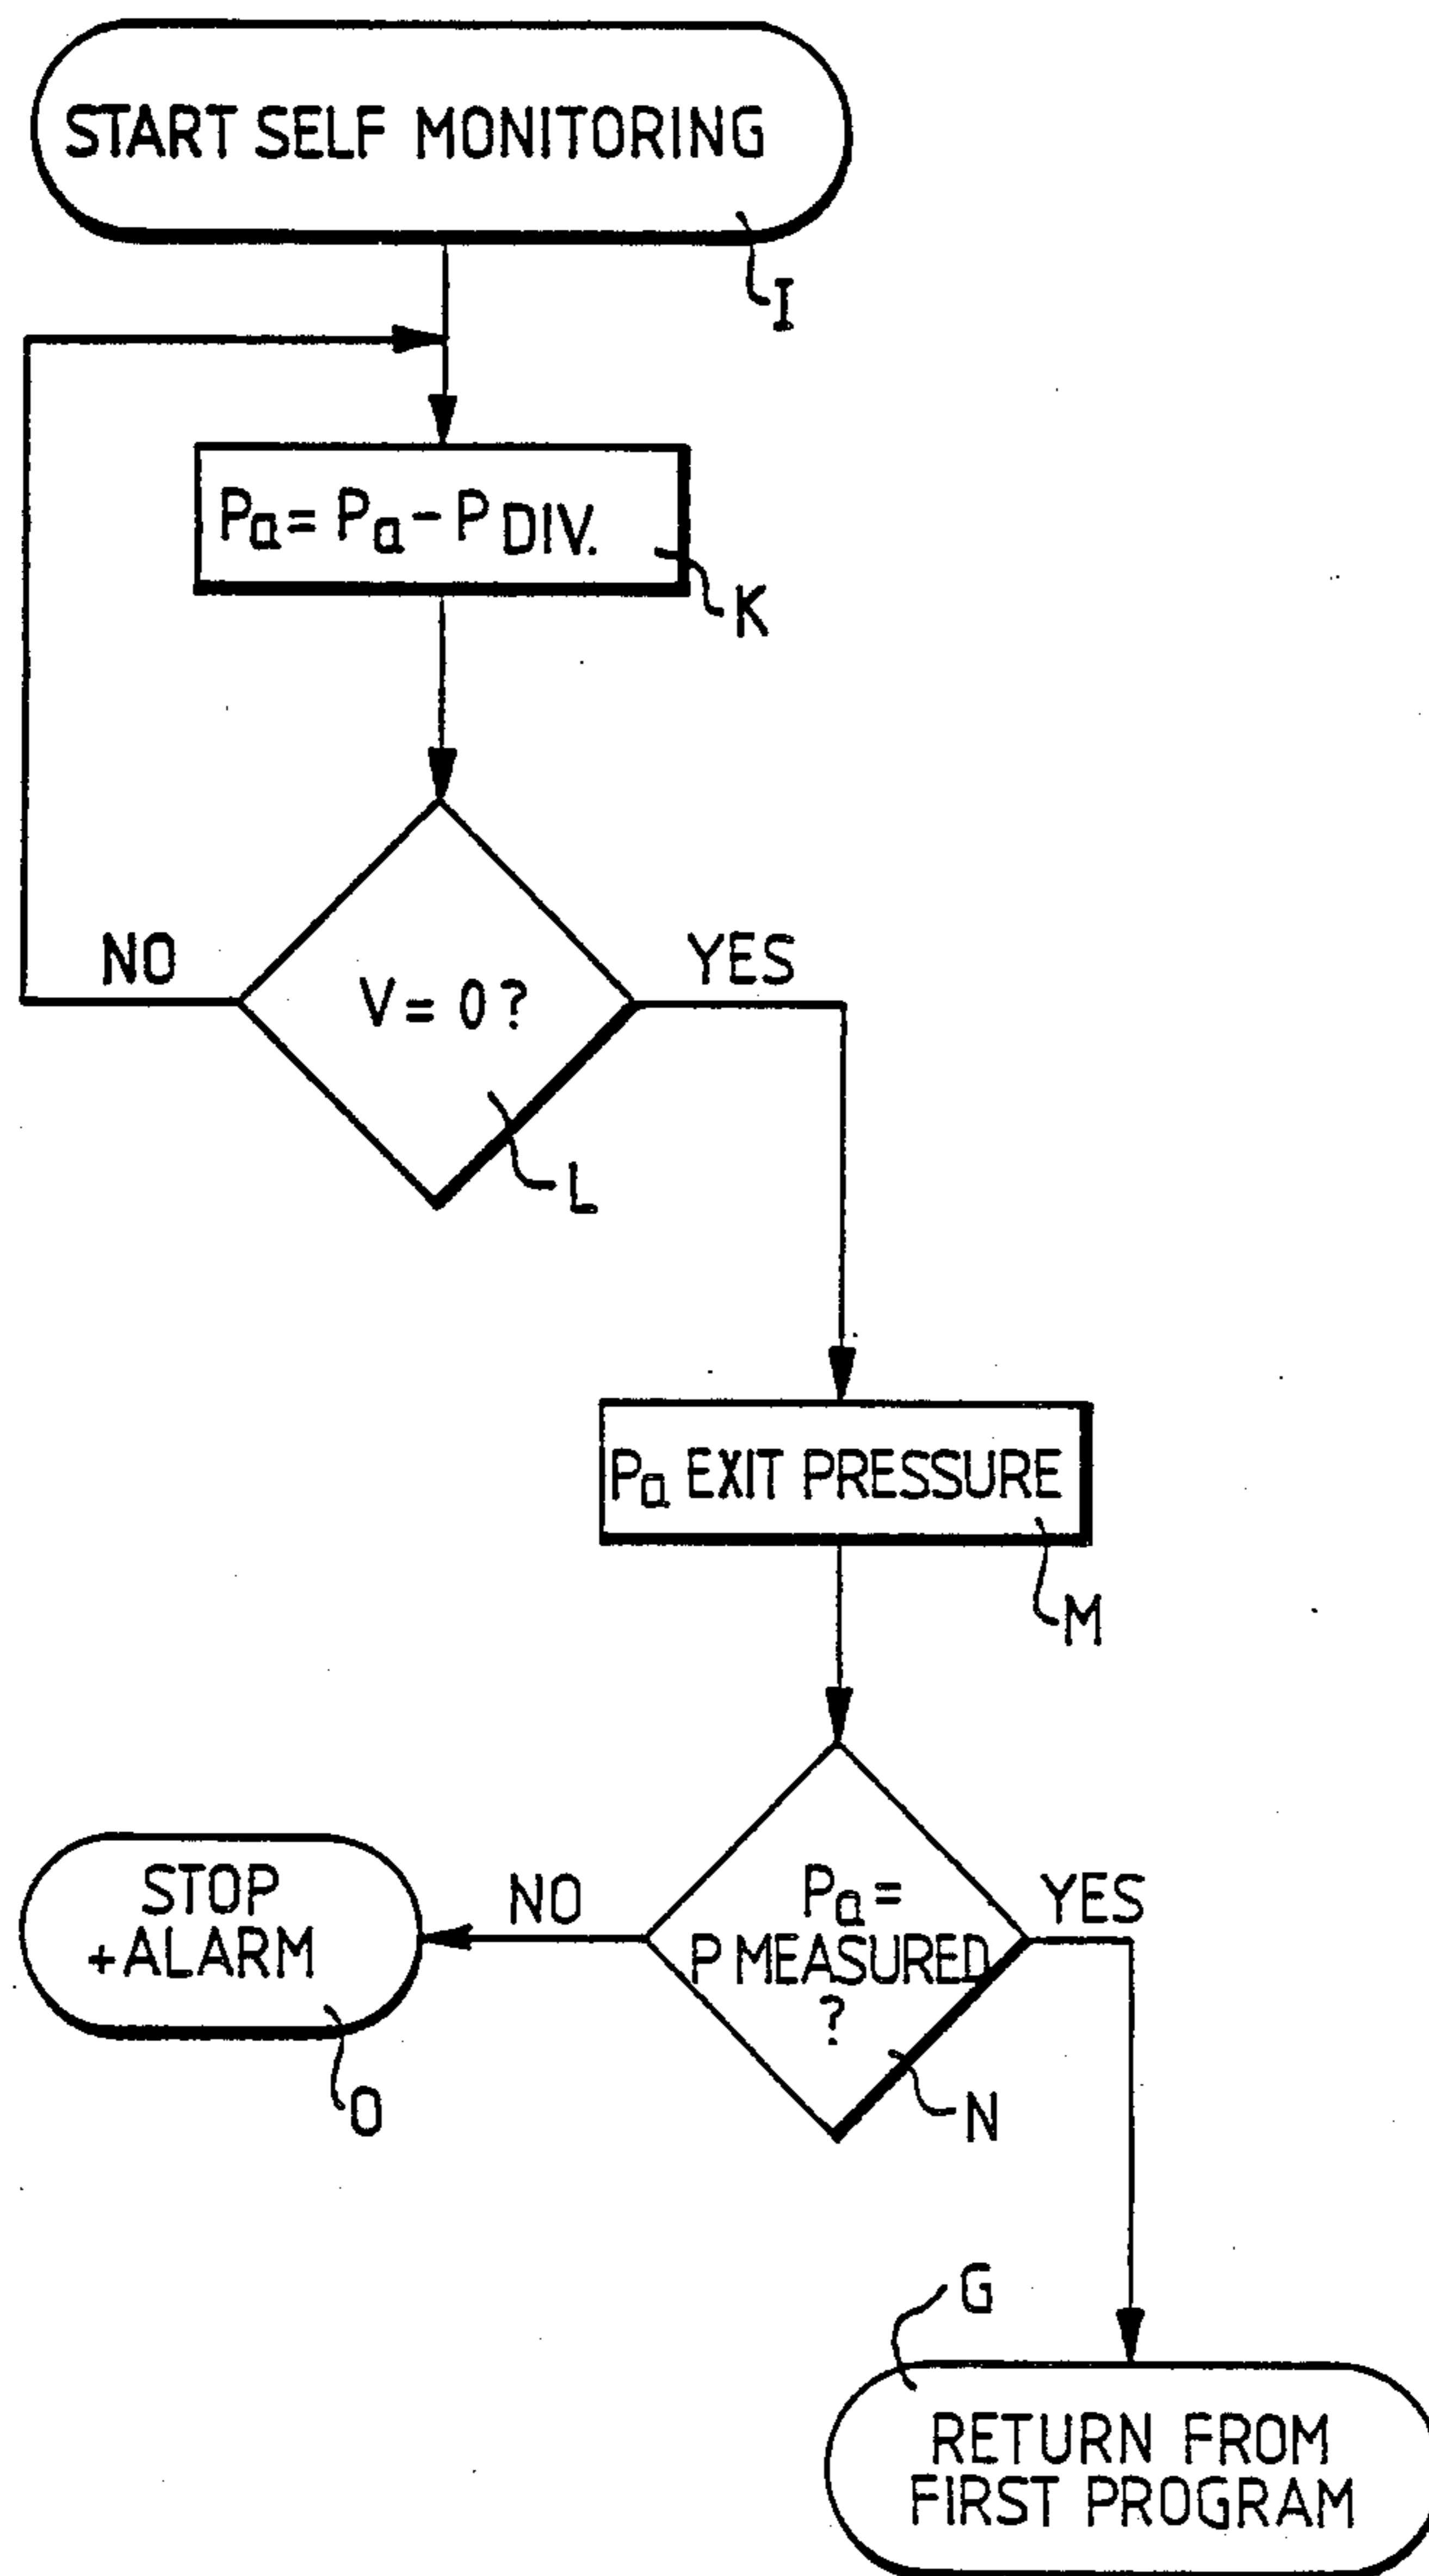 START SELF MONITORING
I
Pa = Pa - P DIV.
K
NO
YES
V = 0 ?
L
Pa EXIT PRESSURE
M
STOP
+ALARM
O
NO
Pa =
P MEASURED
?
YES
N
G
RETURN FROM
FIRST PROGRAM